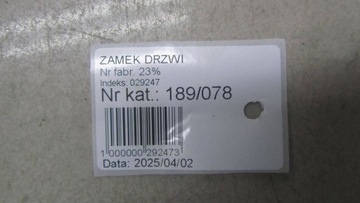 ZAMEK DRZWI
Nr fabr. 23%
Indeks: 029247
Nr kat.: 189/078
1 000000 292473
Data: 2025/04/02